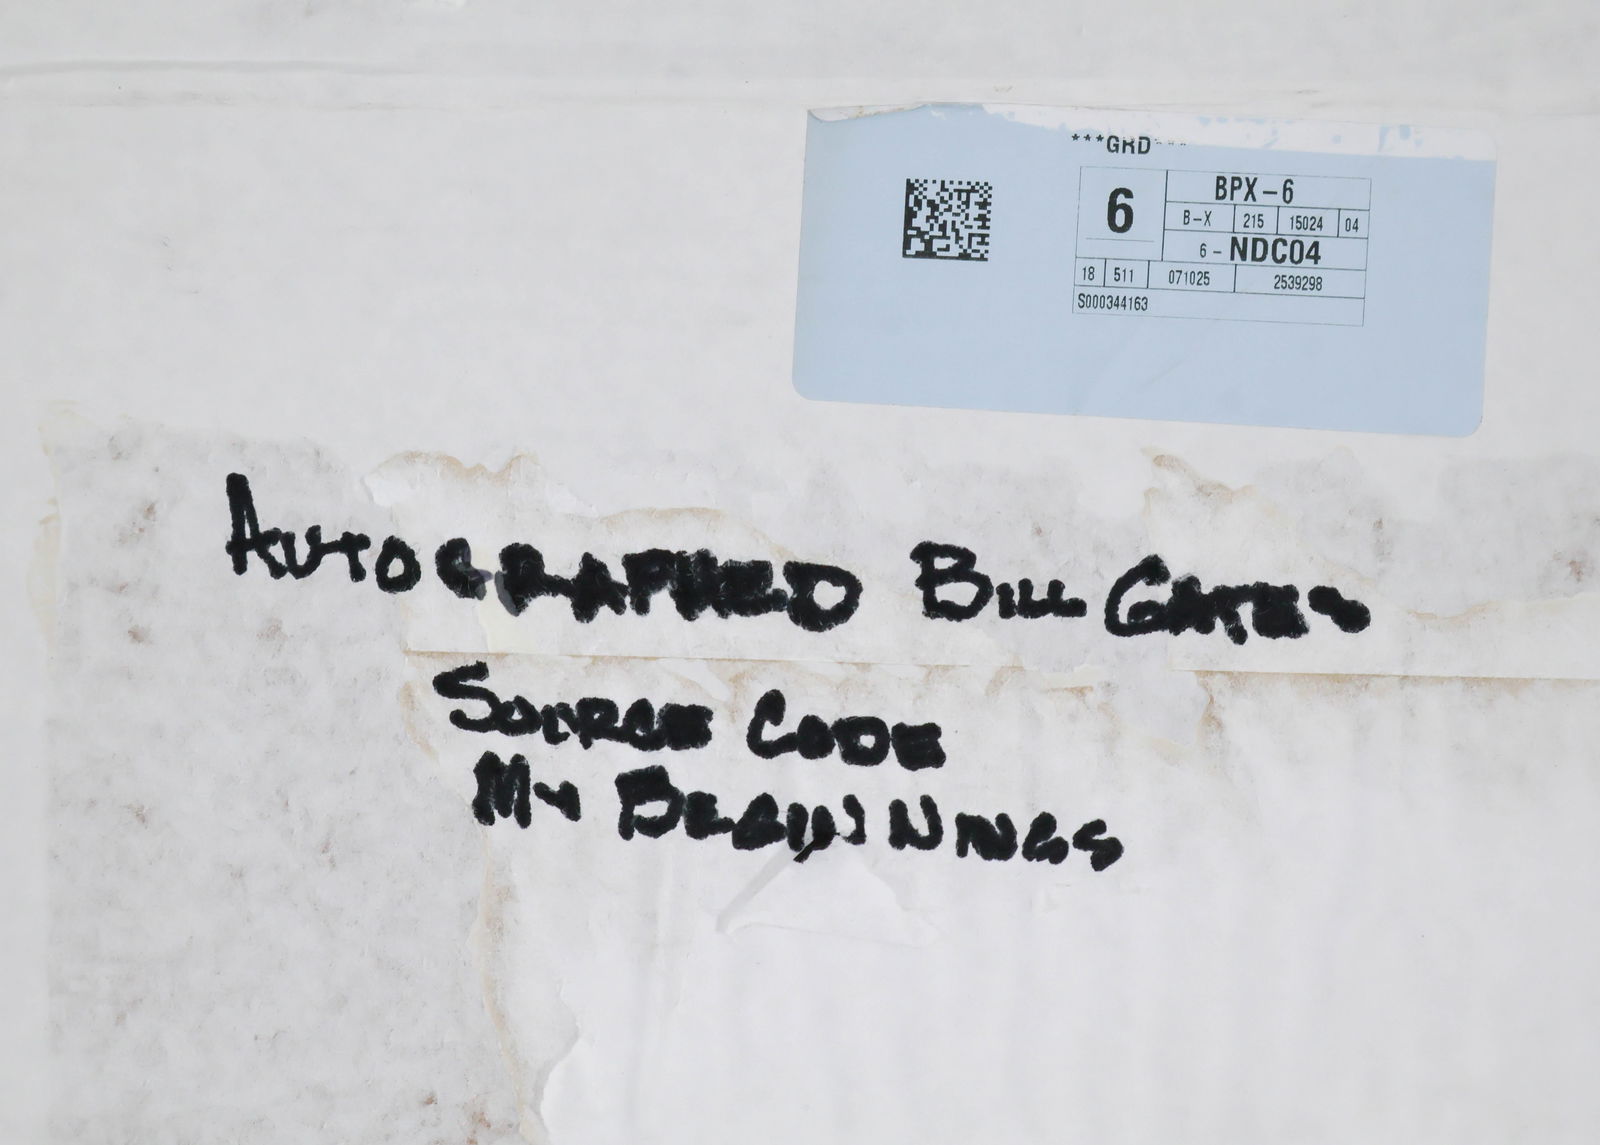 ***GRD***
6
BPX-6
B-X 215 15024 04
6 - NDC04
18 511 071025 2539298
S000344163
AUTOGRAPHED BILL GATES
SOURCE CODE
MY BEGINNINGS